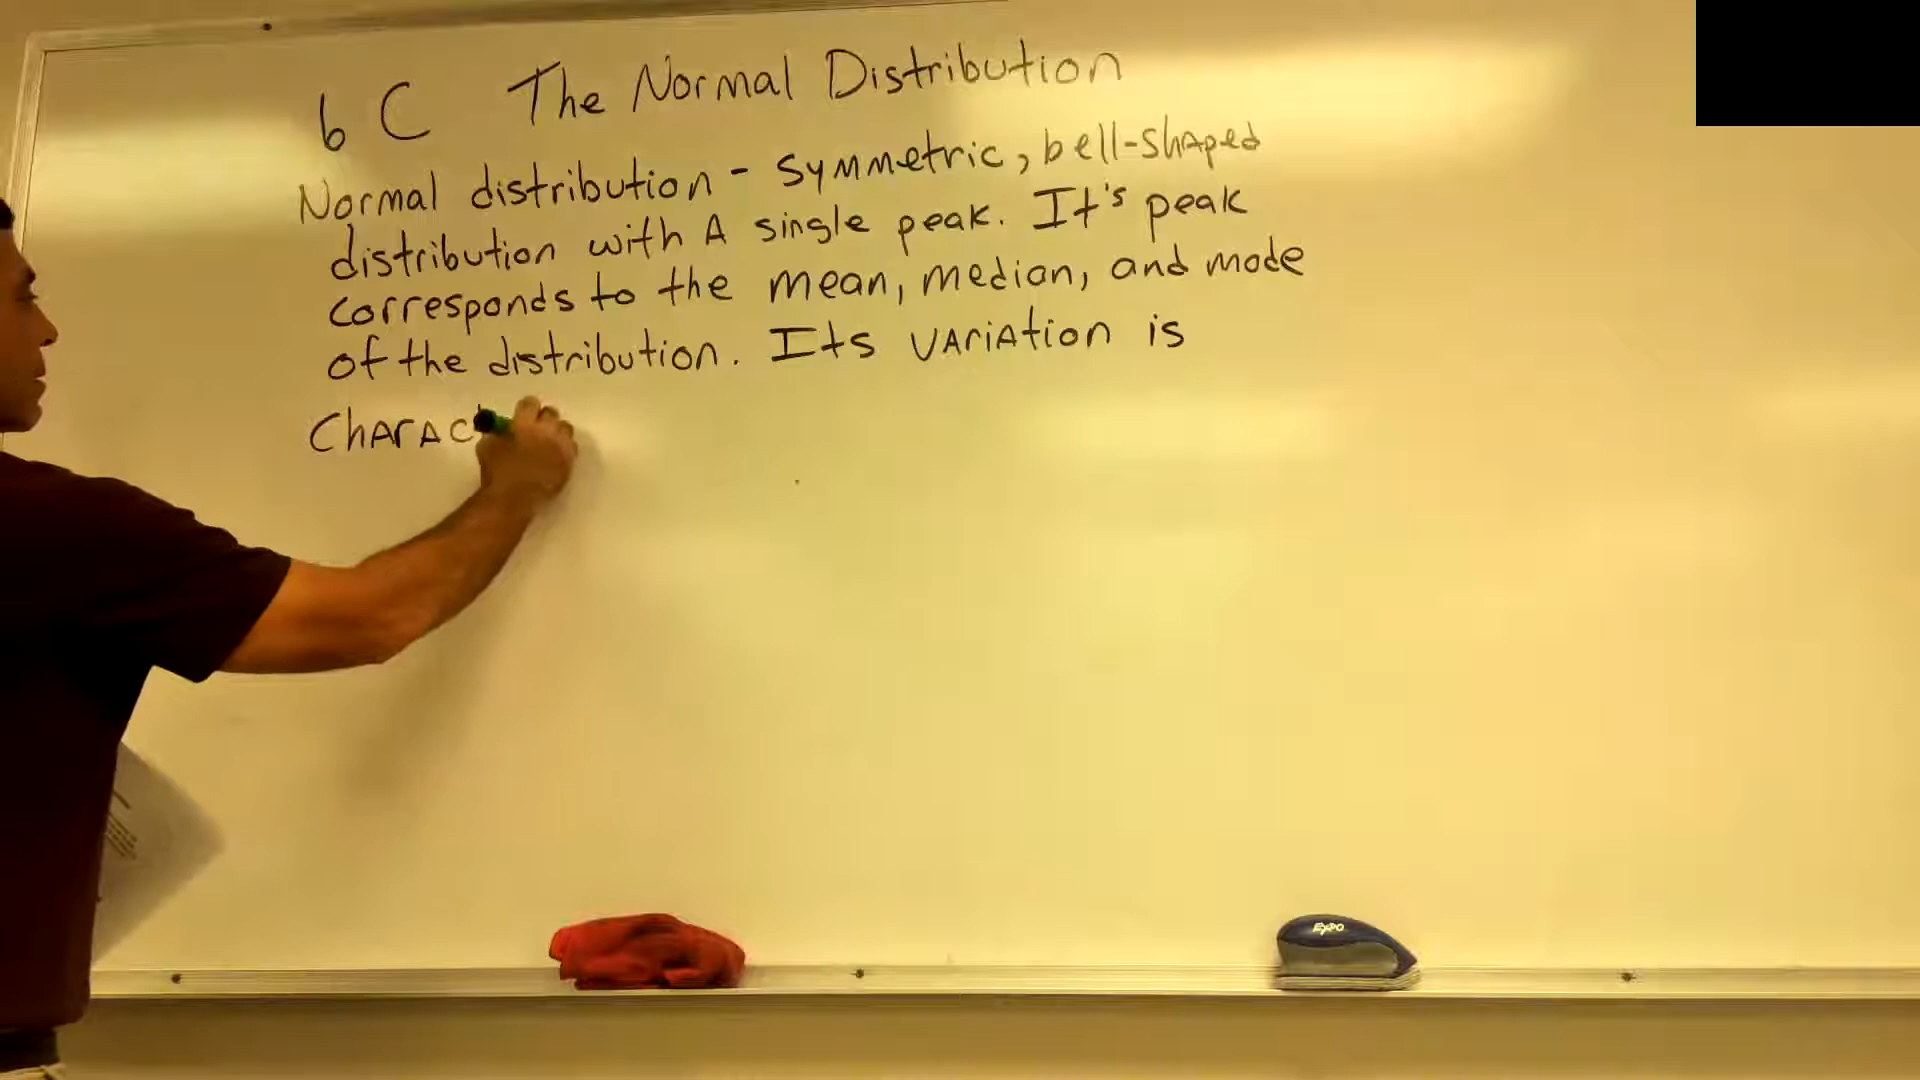 6 C The Normal Distribution
Normal distribution - symmetric, bell-shaped
distribution with A single peak. It's peak
corresponds to the mean, median, and mode
of the distribution. Its variation is
Charac
EXPO